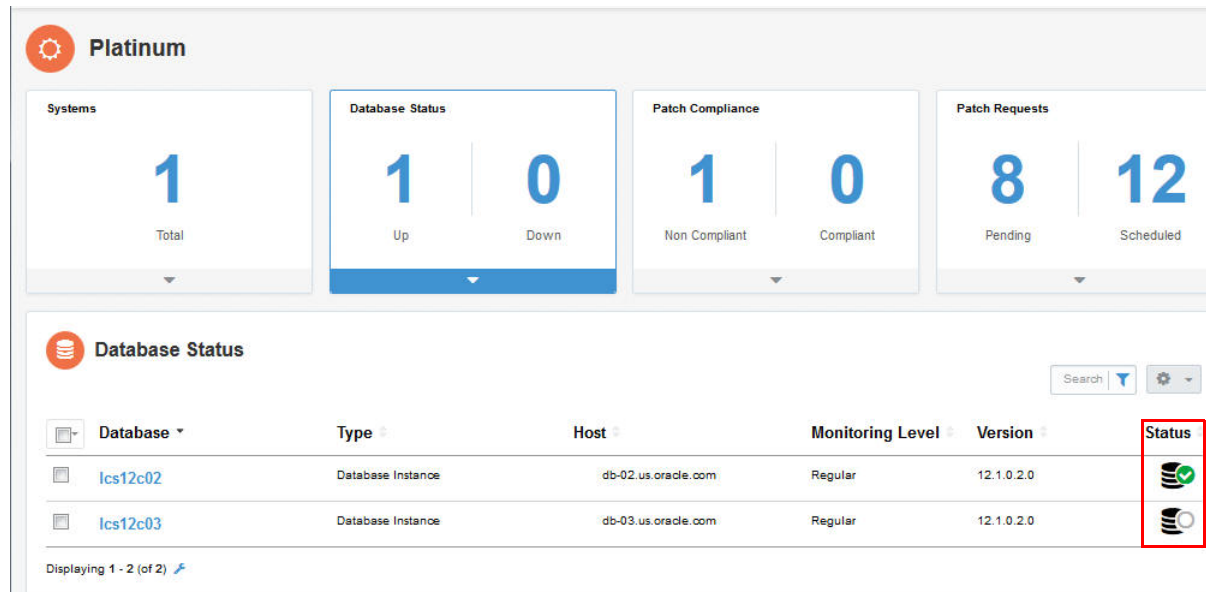 Platinum
Systems
1
Total
Database Status
1 0
Up Down
Patch Compliance
1 0
Non Compliant Compliant
Patch Requests
8 12
Pending Scheduled
Database Status
Search
Database Type Host Monitoring Level Version Status
lcs12c02 Database Instance db-02.us.oracle.com Regular 12.1.0.2.0
lcs12c03 Database Instance db-03.us.oracle.com Regular 12.1.0.2.0
Displaying 1 - 2 (of 2)